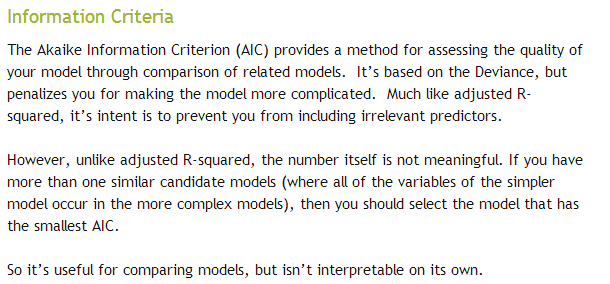 Information Criteria
The Akaike Information Criterion (AIC) provides a method for assessing the quality of
your model through comparison of related models.  It’s based on the Deviance, but
penalizes you for making the model more complicated.  Much like adjusted R-
squared, it’s intent is to prevent you from including irrelevant predictors.
However, unlike adjusted R-squared, the number itself is not meaningful. If you have
more than one similar candidate models (where all of the variables of the simpler
model occur in the more complex models), then you should select the model that has
the smallest AIC.
So it’s useful for comparing models, but isn’t interpretable on its own.